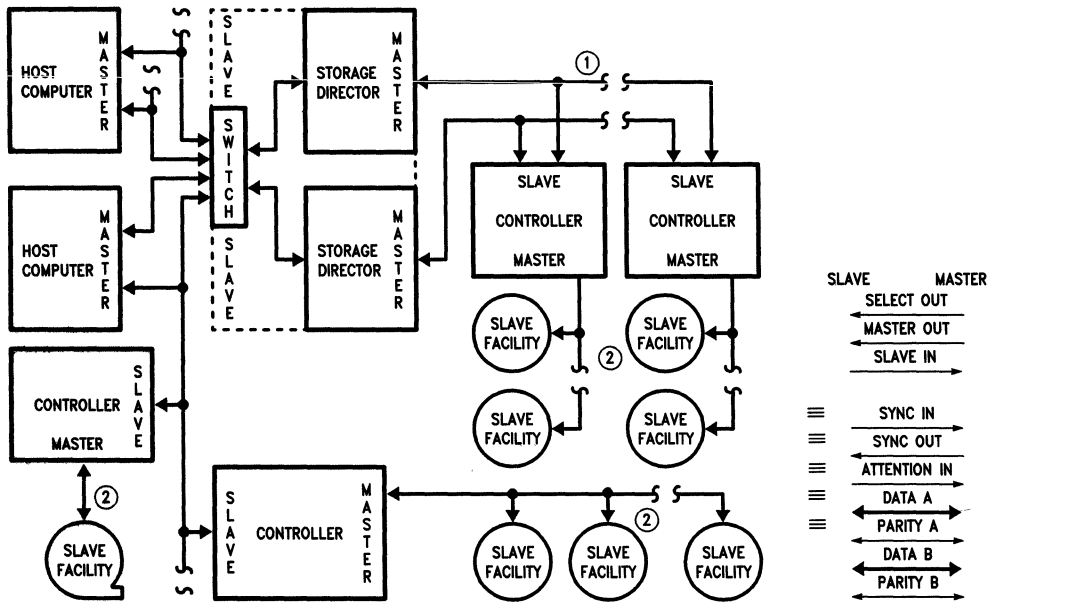 HOST
COMPUTER
MASTER
SLAVE
SWITCH
SLAVE
STORAGE
DIRECTOR
MASTER
1
HOST
COMPUTER
MASTER
STORAGE
DIRECTOR
MASTER
SLAVE
CONTROLLER
MASTER
SLAVE
CONTROLLER
MASTER
SLAVE
FACILITY
SLAVE
FACILITY
2
SLAVE
FACILITY
SLAVE
FACILITY
CONTROLLER
MASTER
SLAVE
2
SLAVE
FACILITY
SLAVE
CONTROLLER
MASTER
2
SLAVE
FACILITY
SLAVE
FACILITY
SLAVE
FACILITY
SLAVE MASTER
SELECT OUT
MASTER OUT
SLAVE IN
≡ SYNC IN
≡ SYNC OUT
≡ ATTENTION IN
≡ DATA A
≡ PARITY A
DATA B
PARITY B